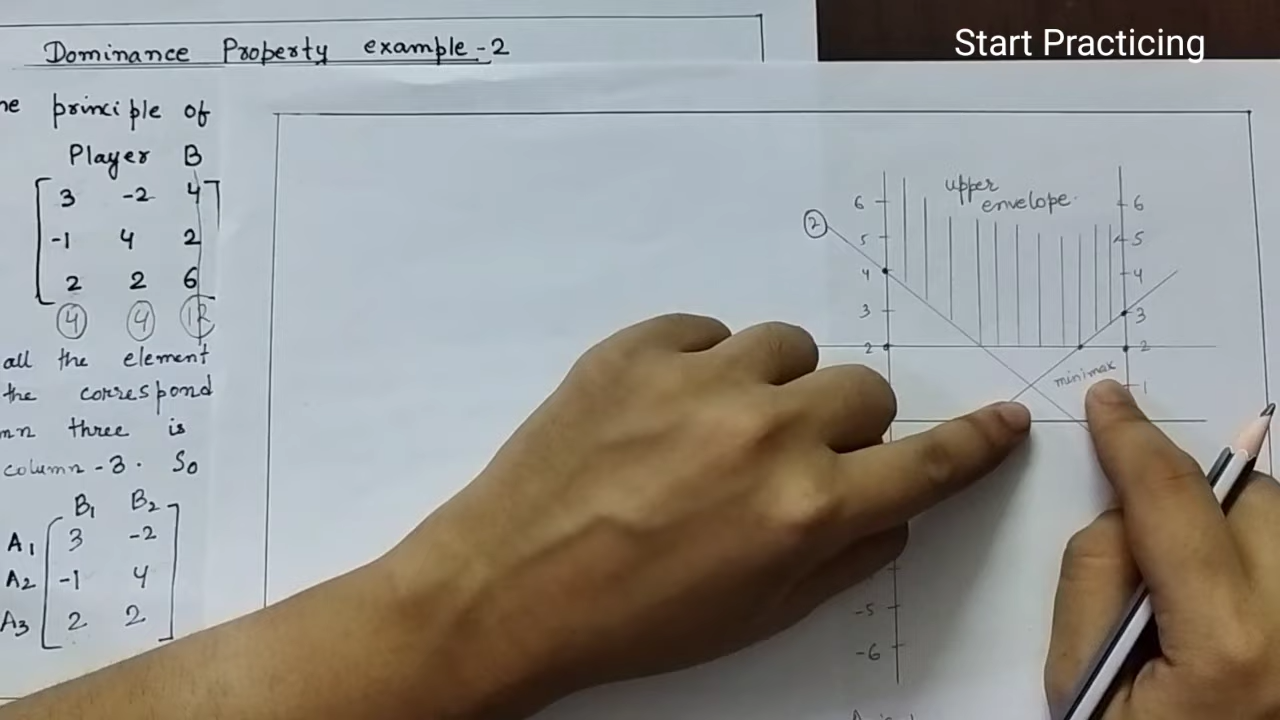 Start Practicing
Dominance Property example-2
principle of
Player B
3 -2 4
-1 4 2
2 2 6
4 4 12
all the element
the correspond
three is
column-3. So
B1 B2
A1 3 -2
A2 -1 4
A3 2 2
upper
envelope.
2
6 6
5 5
4 4
3 3
2 2
minimax
1
-5
-6